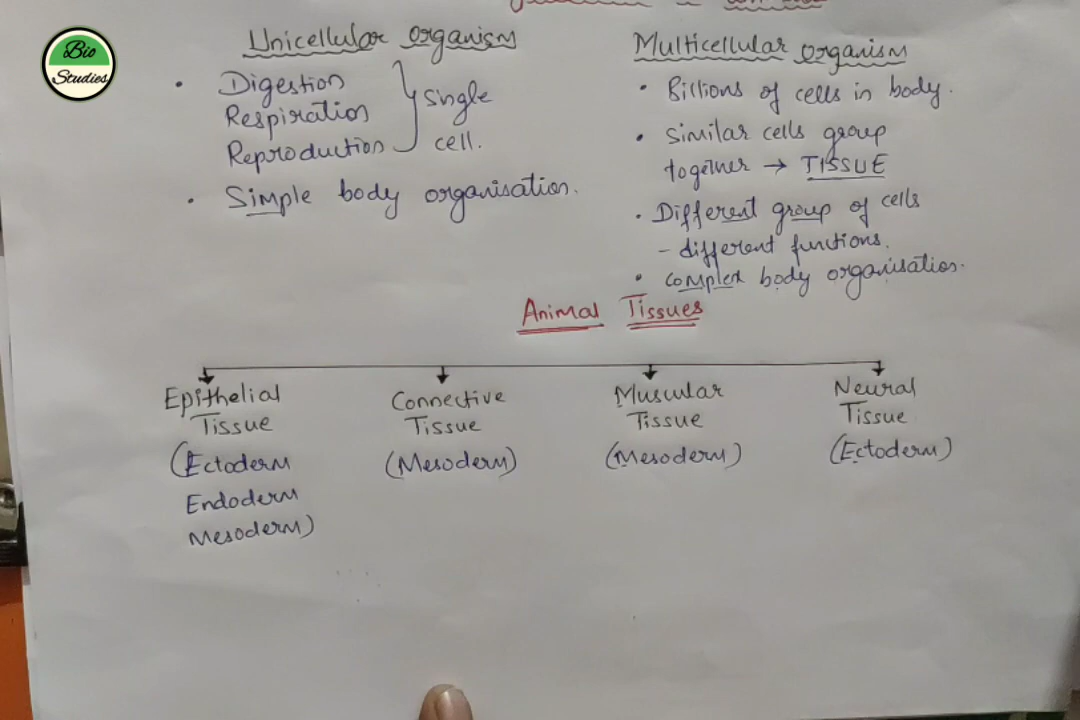 Bio
Studies
Unicellular organism
• Digestion
Respiration
Reproduction
single
cell.
• Simple body organisation.
Multicellular organism
• Billions of cells in body.
• Similar cells group
together → TISSUE
• Different group of cells
- different functions.
• complex body organisation.
Animal Tissues
Epithelial
Tissue
(Ectoderm
Endoderm
Mesoderm)
Connective
Tissue
(Mesoderm)
Muscular
Tissue
(Mesoderm)
Neural
Tissue
(Ectoderm)